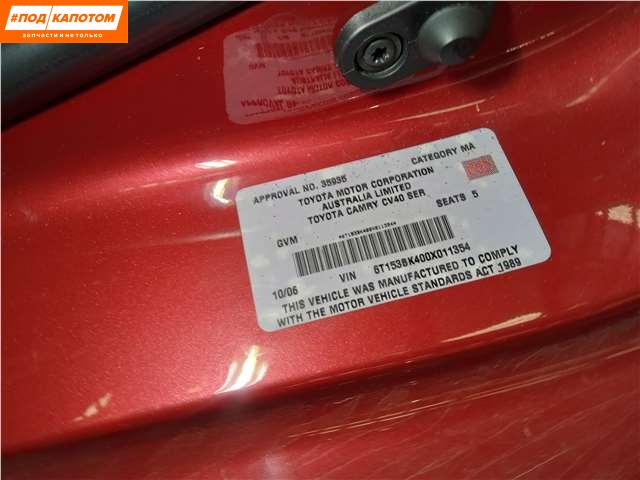 #ПОД КАПОТОМ
запчасти и не только
APPROVAL NO. 35935 CATEGORY MA
TOYOTA MOTOR CORPORATION
AUSTRALIA LIMITED
TOYOTA CAMRY CV40 SER
GVM SEATS 5
10/06 VIN 6T153BK400X011354
THIS VEHICLE WAS MANUFACTURED TO COMPLY
WITH THE MOTOR VEHICLE STANDARDS ACT 1989